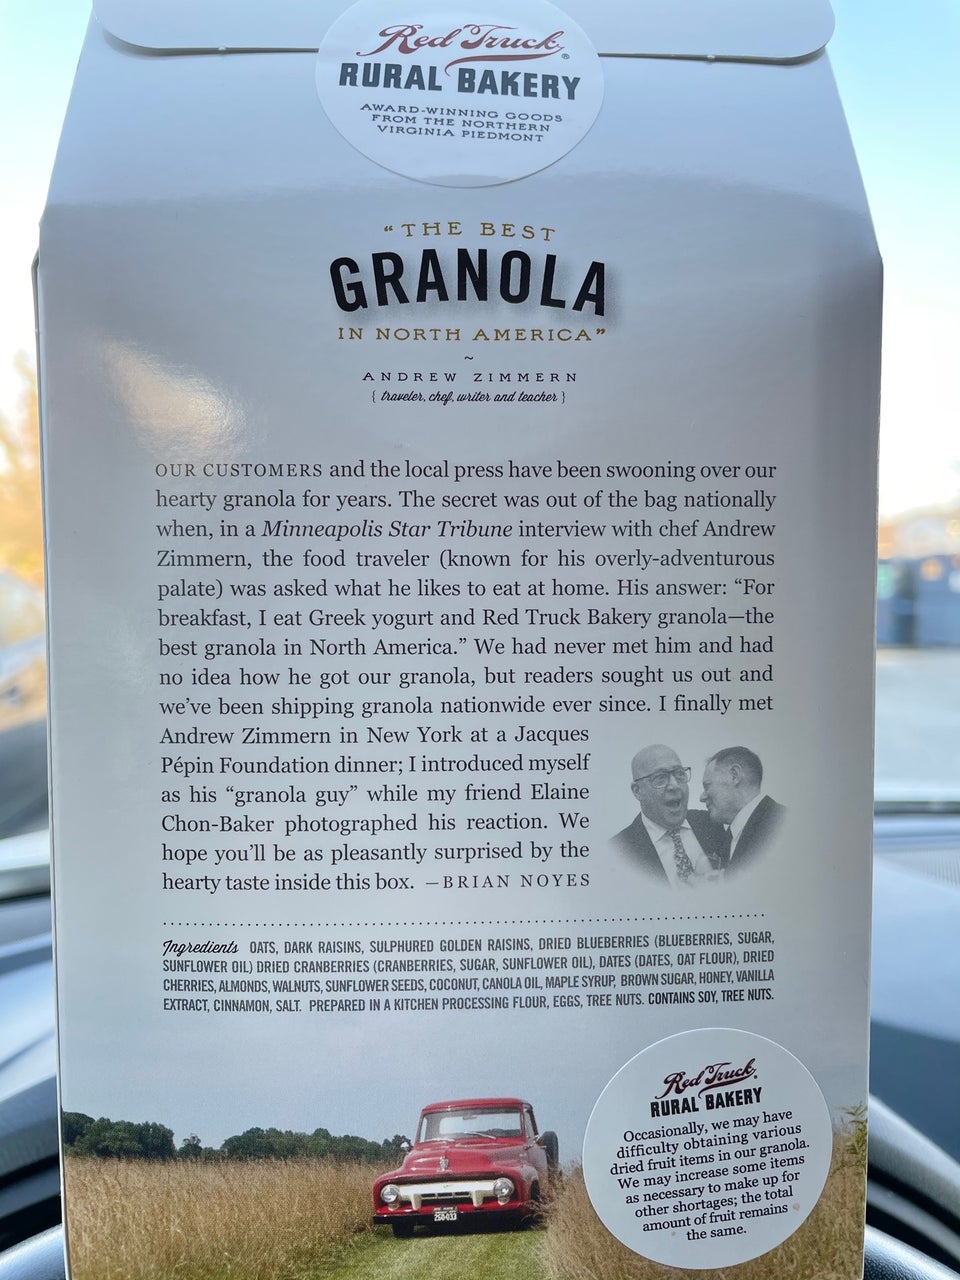 Red Truck®
RURAL BAKERY
AWARD-WINNING GOODS
FROM THE NORTHERN
VIRGINIA PIEDMONT
“THE BEST
GRANOLA
IN NORTH AMERICA”
~
ANDREW ZIMMERN
{ traveler, chef, writer and teacher }
OUR CUSTOMERS and the local press have been swooning over our
hearty granola for years. The secret was out of the bag nationally
when, in a Minneapolis Star Tribune interview with chef Andrew
Zimmern, the food traveler (known for his overly-adventurous
palate) was asked what he likes to eat at home. His answer: “For
breakfast, I eat Greek yogurt and Red Truck Bakery granola—the
best granola in North America.” We had never met him and had
no idea how he got our granola, but readers sought us out and
we’ve been shipping granola nationwide ever since. I finally met
Andrew Zimmern in New York at a Jacques
Pépin Foundation dinner; I introduced myself
as his “granola guy” while my friend Elaine
Chon-Baker photographed his reaction. We
hope you’ll be as pleasantly surprised by the
hearty taste inside this box. —BRIAN NOYES
Ingredients OATS, DARK RAISINS, SULPHURED GOLDEN RAISINS, DRIED BLUEBERRIES (BLUEBERRIES, SUGAR,
SUNFLOWER OIL) DRIED CRANBERRIES (CRANBERRIES, SUGAR, SUNFLOWER OIL), DATES (DATES, OAT FLOUR), DRIED
CHERRIES, ALMONDS, WALNUTS, SUNFLOWER SEEDS, COCONUT, CANOLA OIL, MAPLE SYRUP, BROWN SUGAR, HONEY, VANILLA
EXTRACT, CINNAMON, SALT. PREPARED IN A KITCHEN PROCESSING FLOUR, EGGS, TREE NUTS. CONTAINS SOY, TREE NUTS.
Red Truck®
RURAL BAKERY
Occasionally, we may have
difficulty obtaining various
dried fruit items in our granola.
We may increase some items
as necessary to make up for
other shortages; the total
amount of fruit remains
the same.